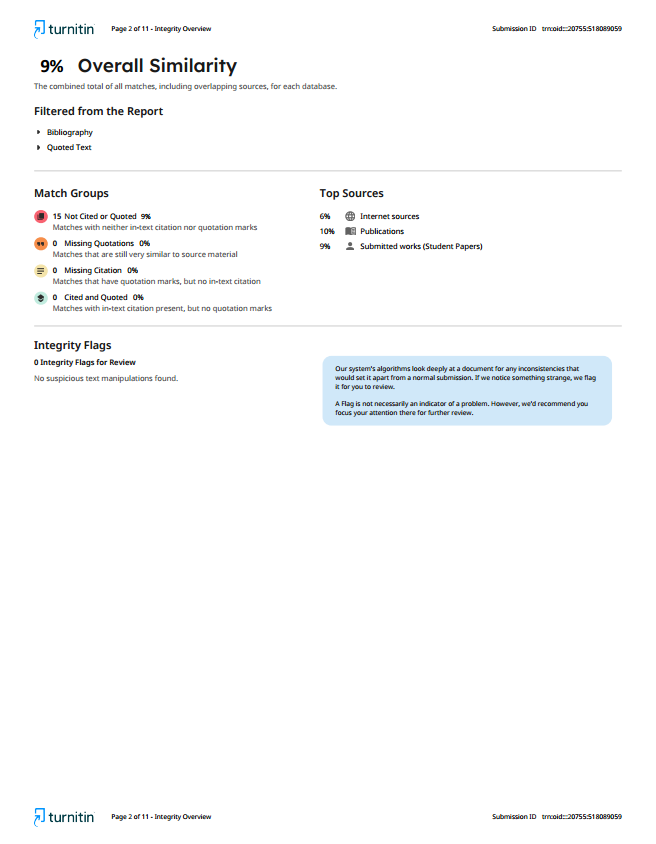 turnitin Page 2 of 11 - Integrity Overview Submission ID trn:oid:::20755:518089059
9% Overall Similarity
The combined total of all matches, including overlapping sources, for each database.
Filtered from the Report
Bibliography
Quoted Text
Match Groups
15 Not Cited or Quoted 9%
Matches with neither in-text citation nor quotation marks
0 Missing Quotations 0%
Matches that are still very similar to source material
0 Missing Citation 0%
Matches that have quotation marks, but no in-text citation
0 Cited and Quoted 0%
Matches with in-text citation present, but no quotation marks
Top Sources
6% Internet sources
10% Publications
9% Submitted works (Student Papers)
Integrity Flags
0 Integrity Flags for Review
No suspicious text manipulations found.
Our system's algorithms look deeply at a document for any inconsistencies that
would set it apart from a normal submission. If we notice something strange, we flag
it for you to review.
A Flag is not necessarily an indicator of a problem. However, we'd recommend you
focus your attention there for further review.
turnitin Page 2 of 11 - Integrity Overview Submission ID trn:oid:::20755:518089059